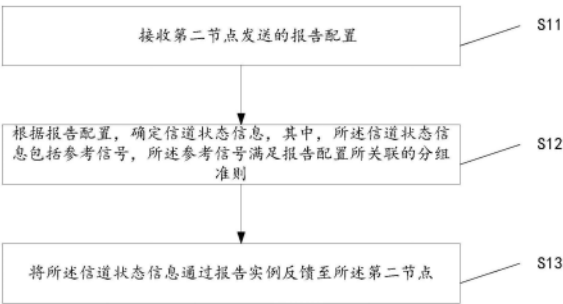 接收第二节点发送的报告配置
S11
根据报告配置，确定信道状态信息，其中，所述信道状态信
息包括参考信号，所述参考信号满足报告配置所关联的分组
准则
S12
将所述信道状态信息通过报告实例反馈至所述第二节点
S13